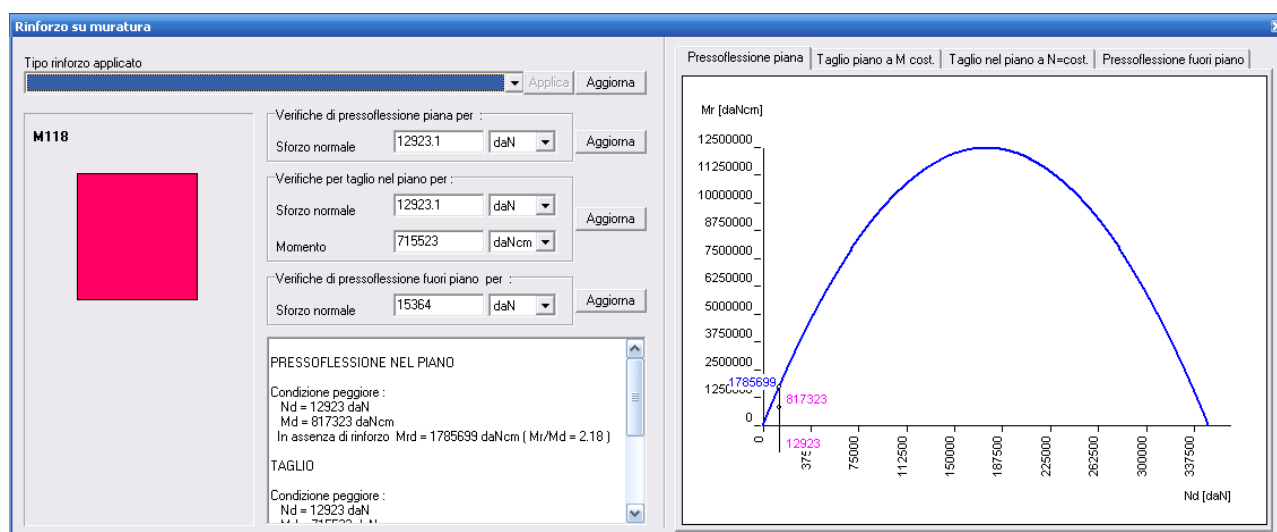 Rinforzo su muratura
Tipo rinforzo applicato
Applica
Aggiorna
M118
Verifiche di pressoflessione piana per :
Sforzo normale 12923.1 daN
Aggiorna
Verifiche per taglio nel piano per :
Sforzo normale 12923.1 daN
Aggiorna
Momento 715523 daNcm
Verifiche di pressoflessione fuori piano per :
Sforzo normale 15364 daN
Aggiorna
PRESSOFLESSIONE NEL PIANO
Condizione peggiore :
Nd = 12923 daN
Md = 817323 daNcm
In assenza di rinforzo Mrd = 1785699 daNcm ( Mr/Md = 2.18 )
TAGLIO
Condizione peggiore :
Nd = 12923 daN
Pressoflessione piana
Taglio piano a M cost.
Taglio nel piano a N=cost.
Pressoflessione fuori piano
Mr [daNcm]
12500000
11250000
10000000
8750000
7500000
6250000
5000000
3750000
2500000
1785699
817323
0
12923
0
75000
112500
150000
187500
225000
262500
300000
337500
Nd [daN]